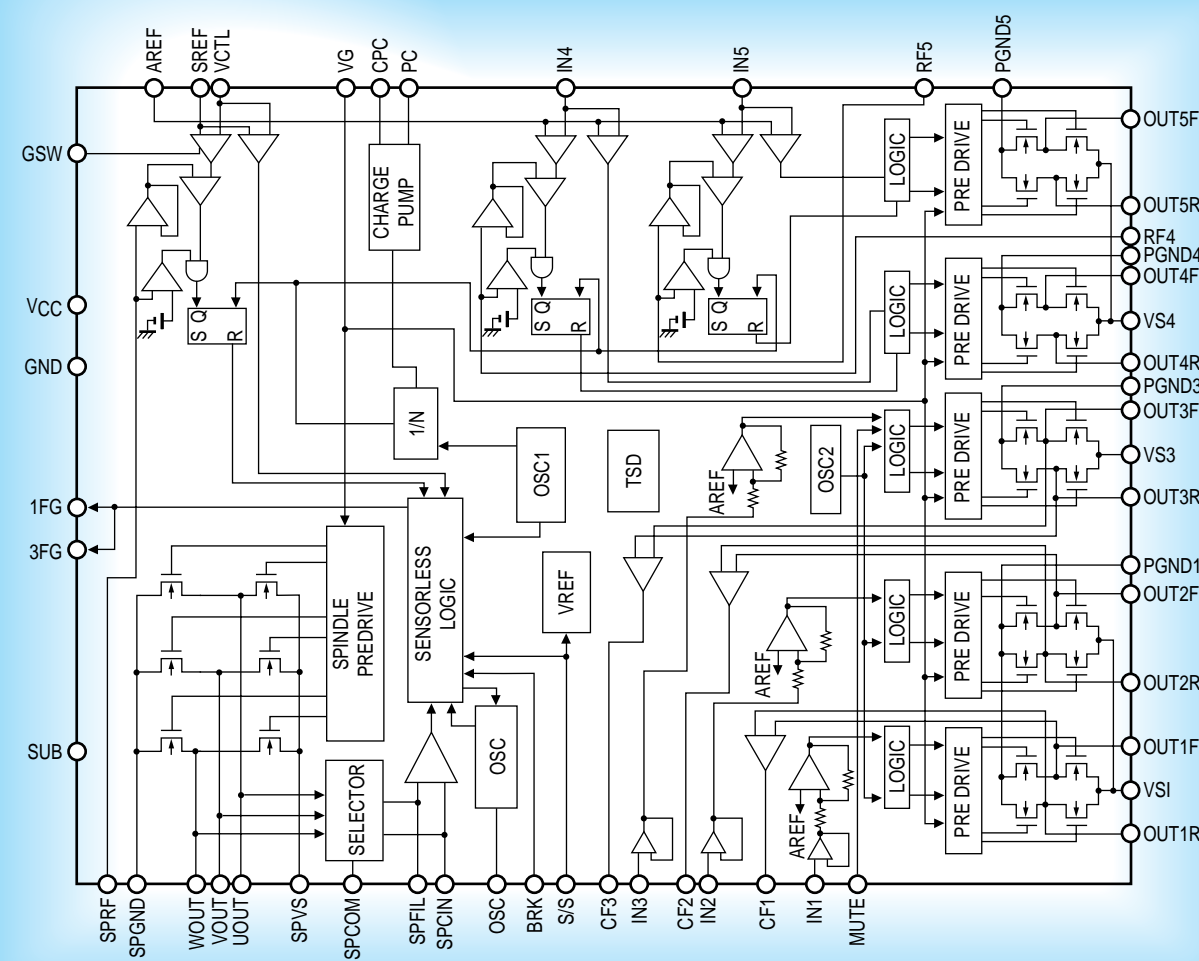 AREF
SREF
VCTL
VG
CPC
PC
IN4
IN5
RF5
PGND5
GSW
VCC
GND
1FG
3FG
SUB
OUT5F
OUT5R
RF4
PGND4
OUT4F
VS4
OUT4R
PGND3
OUT3F
VS3
OUT3R
PGND1
OUT2F
OUT2R
OUT1F
VSI
OUT1R
CHARGE
PUMP
S Q
R
S Q
R
S Q
R
LOGIC
PRE DRIVE
LOGIC
PRE DRIVE
LOGIC
PRE DRIVE
LOGIC
PRE DRIVE
LOGIC
PRE DRIVE
1/N
OSC1
TSD
AREF
OSC2
SPINDLE
PREDRIVE
SENSORLESS
LOGIC
VREF
AREF
OSC
SELECTOR
AREF
SPRF
SPGND
WOUT
VOUT
UOUT
SPVS
SPCOM
SPFIL
SPCIN
OSC
BRK
S/S
CF3
IN3
CF2
IN2
CF1
IN1
MUTE